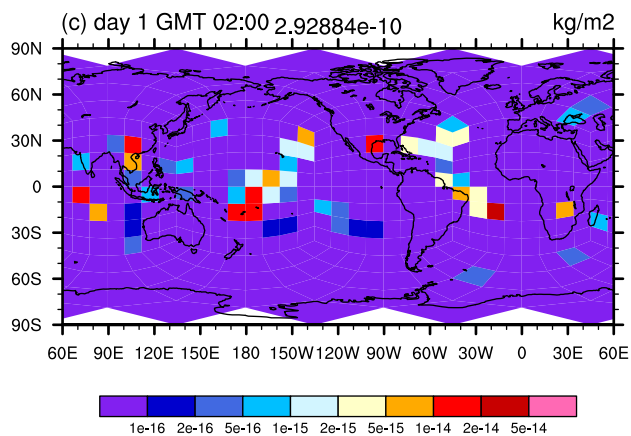 (c) day 1 GMT 02:00 2.92884e-10 kg/m2
90N
60N
30N
0
30S
60S
90S
60E 90E 120E 150E 180 150W 120W 90W 60W 30W 0 30E 60E
1e-16 2e-16 5e-16 1e-15 2e-15 5e-15 1e-14 2e-14 5e-14